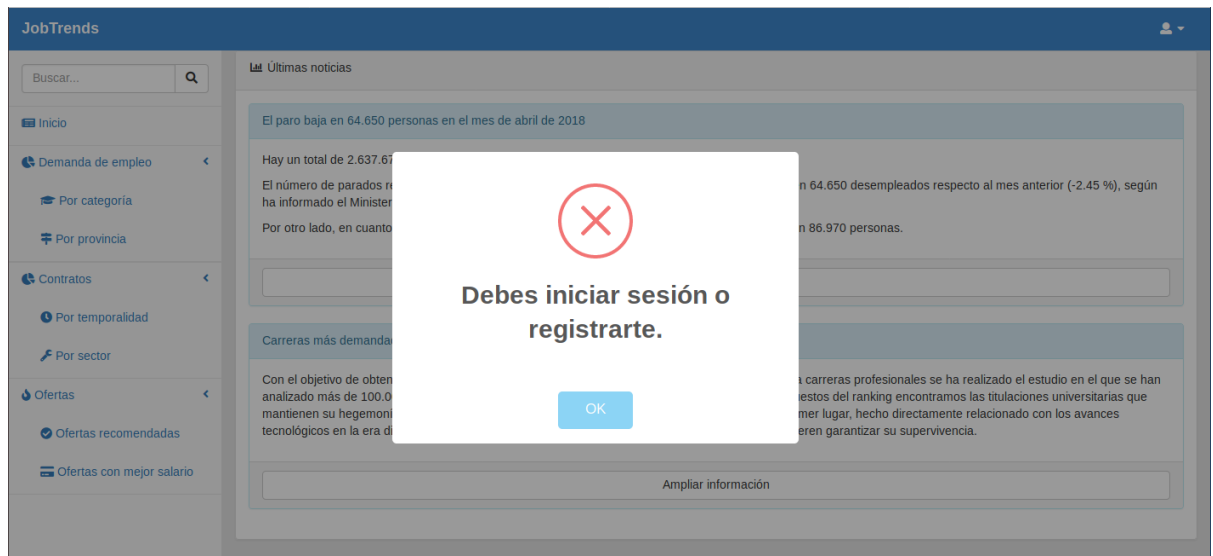 JobTrends
Buscar...
Inicio
Demanda de empleo
Por categoría
Por provincia
Contratos
Por temporalidad
Por sector
Ofertas
Ofertas recomendadas
Ofertas con mejor salario
Últimas noticias
El paro baja en 64.650 personas en el mes de abril de 2018
Hay un total de 2.637.67
El número de parados n 64.650 desempleados respecto al mes anterior (-2.45 %), según
ha informado el Minister
Por otro lado, en cuanto n 86.970 personas.
Carreras más demanda
Con el objetivo de obten carreras profesionales se ha realizado el estudio en el que se han
analizado más de 100.0 estos del ranking encontramos las titulaciones universitarias que
mantienen su hegemoní mer lugar, hecho directamente relacionado con los avances
tecnológicos en la era di eren garantizar su supervivencia.
Ampliar información
Debes iniciar sesión o
registrarte.
OK